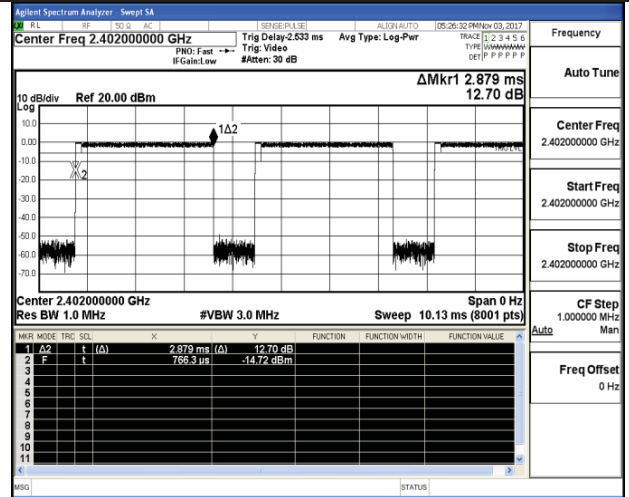 Agilent Spectrum Analyzer - Swept SA
RL RF 50 Ω AC SENSE:PULSE ALIGN AUTO 05:26:32 PM Nov 03, 2017
Center Freq 2.402000000 GHz
PNO: Fast
IFGain:Low
Trig Delay-2.533 ms
Trig: Video
#Atten: 30 dB
Avg Type: Log-Pwr
TRACE 1 2 3 4 5 6
TYPE
DET P P P P P P
ΔMkr1 2.879 ms
12.70 dB
10 dB/div Ref 20.00 dBm
Log
10.0
0.00
-10.0
-20.0
-30.0
-40.0
-50.0
-60.0
-70.0
1Δ2
2
TRIG LVL
Center 2.402000000 GHz Span 0 Hz
Res BW 1.0 MHz #VBW 3.0 MHz Sweep 10.13 ms (8001 pts)
MKR MODE TRC SCL X Y FUNCTION FUNCTION WIDTH FUNCTION VALUE
1 Δ2 t (Δ) 2.879 ms (Δ) 12.70 dB
2 F t 766.3 µs -14.72 dBm
3
4
5
6
7
8
9
10
11
MSG STATUS
Frequency
Auto Tune
Center Freq
2.402000000 GHz
Start Freq
2.402000000 GHz
Stop Freq
2.402000000 GHz
CF Step
1.000000 MHz
Auto Man
Freq Offset
0 Hz